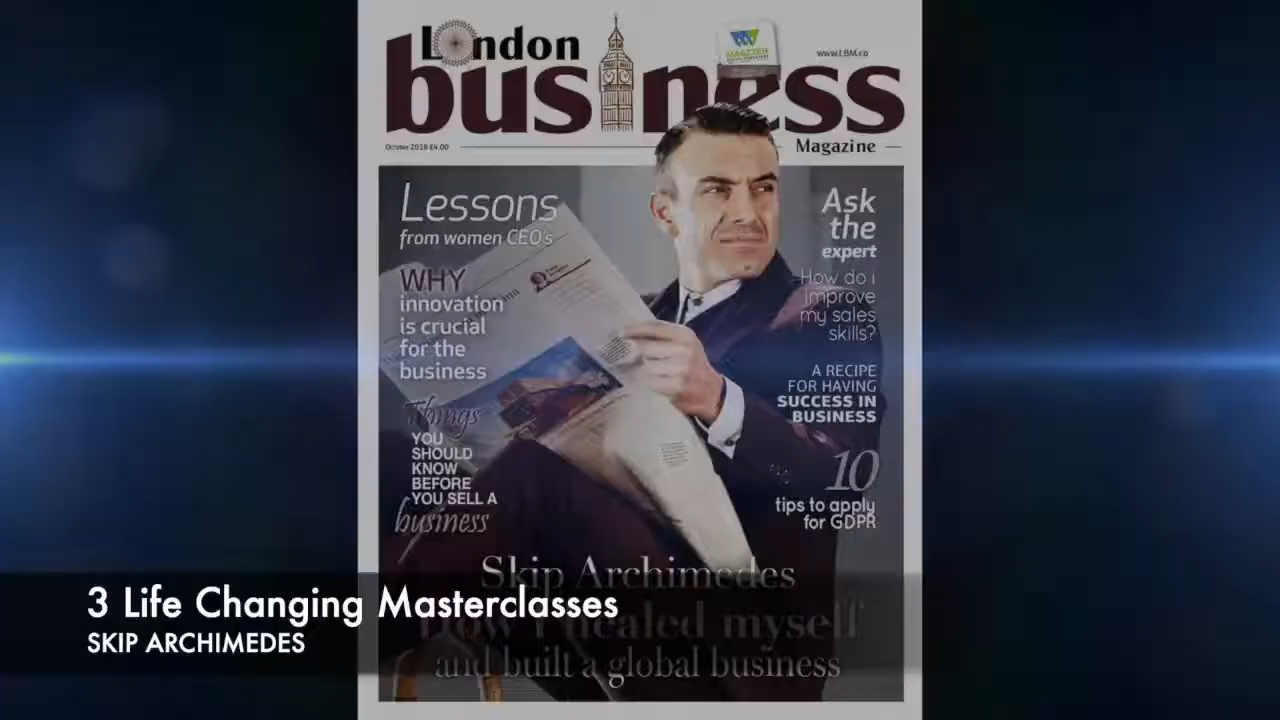 London
business
www.LBM.co
October 2018 £4.00
Magazine
Lessons
from women CEO's
WHY
innovation
is crucial
for the
business
Things
YOU
SHOULD
KNOW
BEFORE
YOU SELL A
business
Ask
the
expert
How do i
improve
my sales
skills?
A RECIPE
FOR HAVING
SUCCESS IN
BUSINESS
10
tips to apply
for GDPR
Skip Archimedes
How I healed myself
and built a global business
3 Life Changing Masterclasses
SKIP ARCHIMEDES